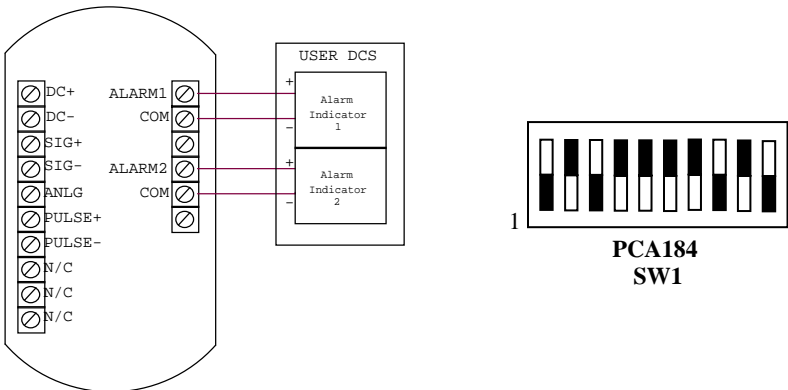 USER DCS
DC+
DC-
SIG+
SIG-
ANLG
PULSE+
PULSE-
N/C
N/C
N/C
ALARM1
COM
ALARM2
COM
+
Alarm
Indicator
1
−
+
Alarm
Indicator
2
−
1
PCA184
SW1